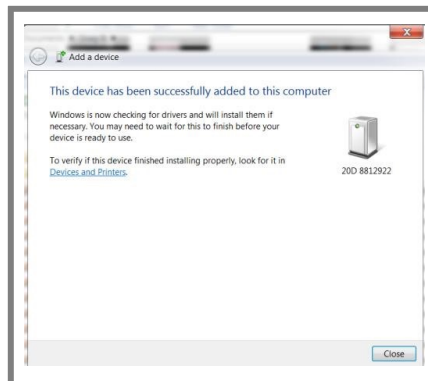 Add a device
This device has been successfully added to this computer
Windows is now checking for drivers and will install them if
necessary. You may need to wait for this to finish before your
device is ready to use.
To verify if this device finished installing properly, look for it in
Devices and Printers.
20D 8812922
Close